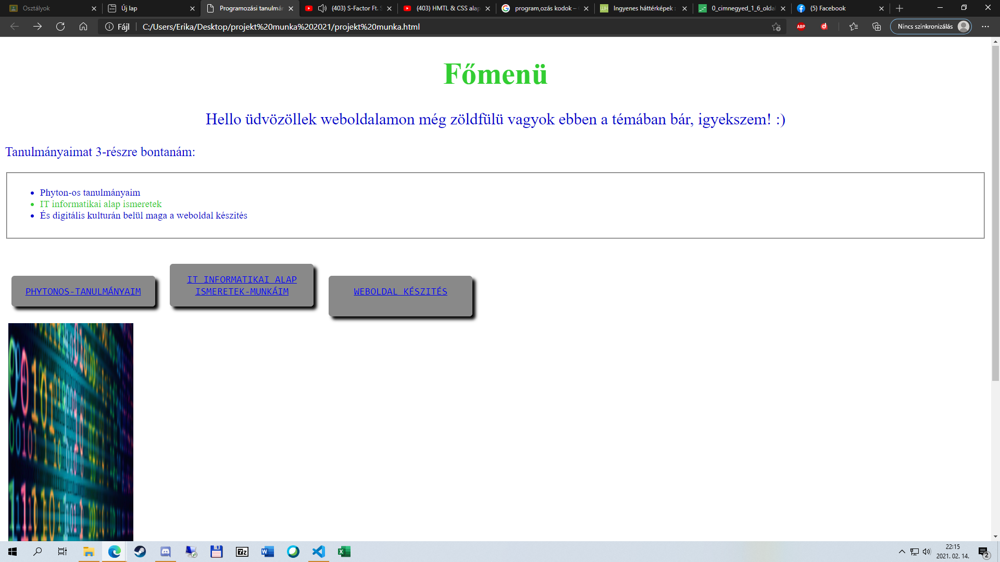 Osztályok
Új lap
Programozási tanulmár
(403) S-Factor Ft. S
(403) HMTL & CSS alap
program,ozás kodok –
Ingyenes háttérképek
0_cimnegyed_1_6_olda
(5) Facebook
Fájl
C:/Users/Erika/Desktop/projekt%20munka%202021/projekt%20munka.html
ABP
Nincs szinkronizálás
Főmenü
Hello üdvözöllek weboldalamon még zöldfülü vagyok ebben a témában bár, igyekszem! :)
Tanulmányaimat 3-részre bontanám:
Phyton-os tanulmányaim
IT informatikai alap ismeretek
És digitális kulturán belül maga a weboldal készités
PHYTONOS-TANULMÁNYAIM
IT INFORMATIKAI ALAP
ISMERETEK-MUNKÁIM
WEBOLDAL KÉSZITÉS
7z
22:15
2021. 02. 14.
2